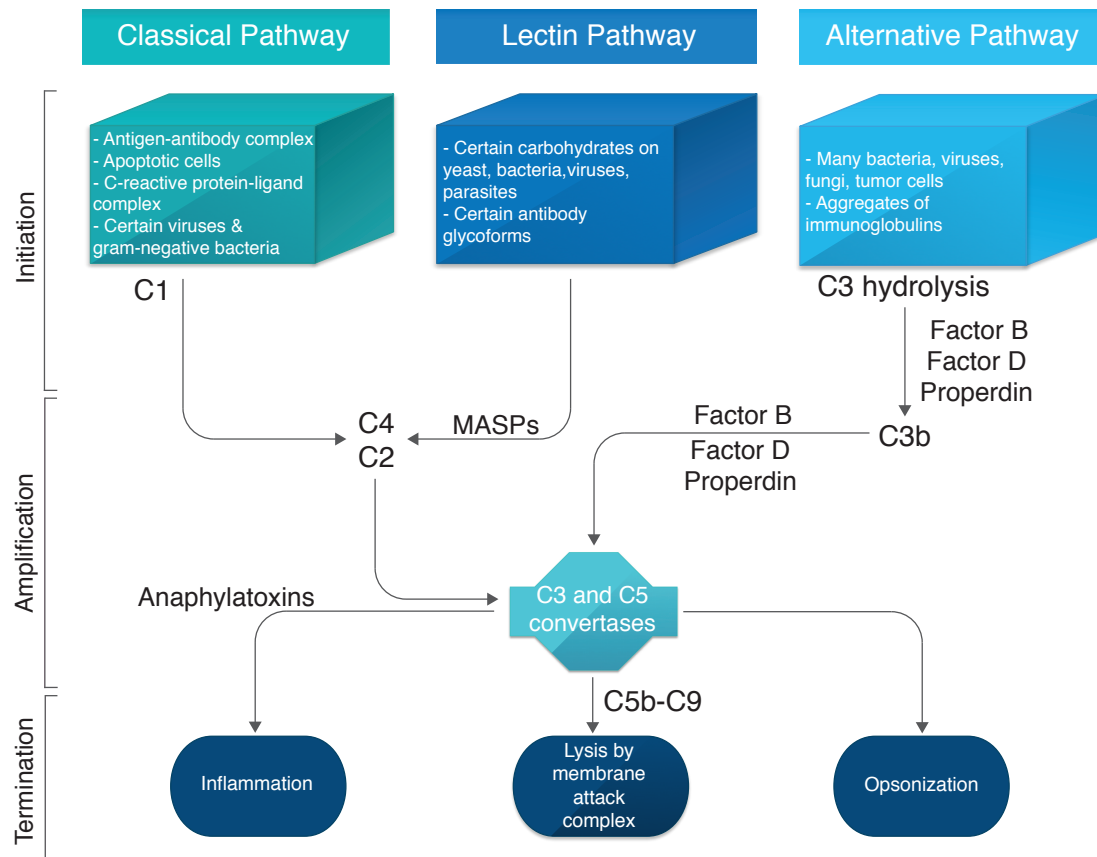 Classical Pathway
Lectin Pathway
Alternative Pathway
Initiation
- Antigen-antibody complex
- Apoptotic cells
- C-reactive protein-ligand
complex
- Certain viruses &
gram-negative bacteria
- Certain carbohydrates on
yeast, bacteria,viruses,
parasites
- Certain antibody
glycoforms
- Many bacteria, viruses,
fungi, tumor cells
- Aggregates of
immunoglobulins
C1
C3 hydrolysis
Factor B
Factor D
Properdin
Amplification
C4
C2
MASPs
Factor B
Factor D
Properdin
C3b
Anaphylatoxins
C3 and C5
convertases
Termination
C5b-C9
Inflammation
Lysis by
membrane
attack
complex
Opsonization